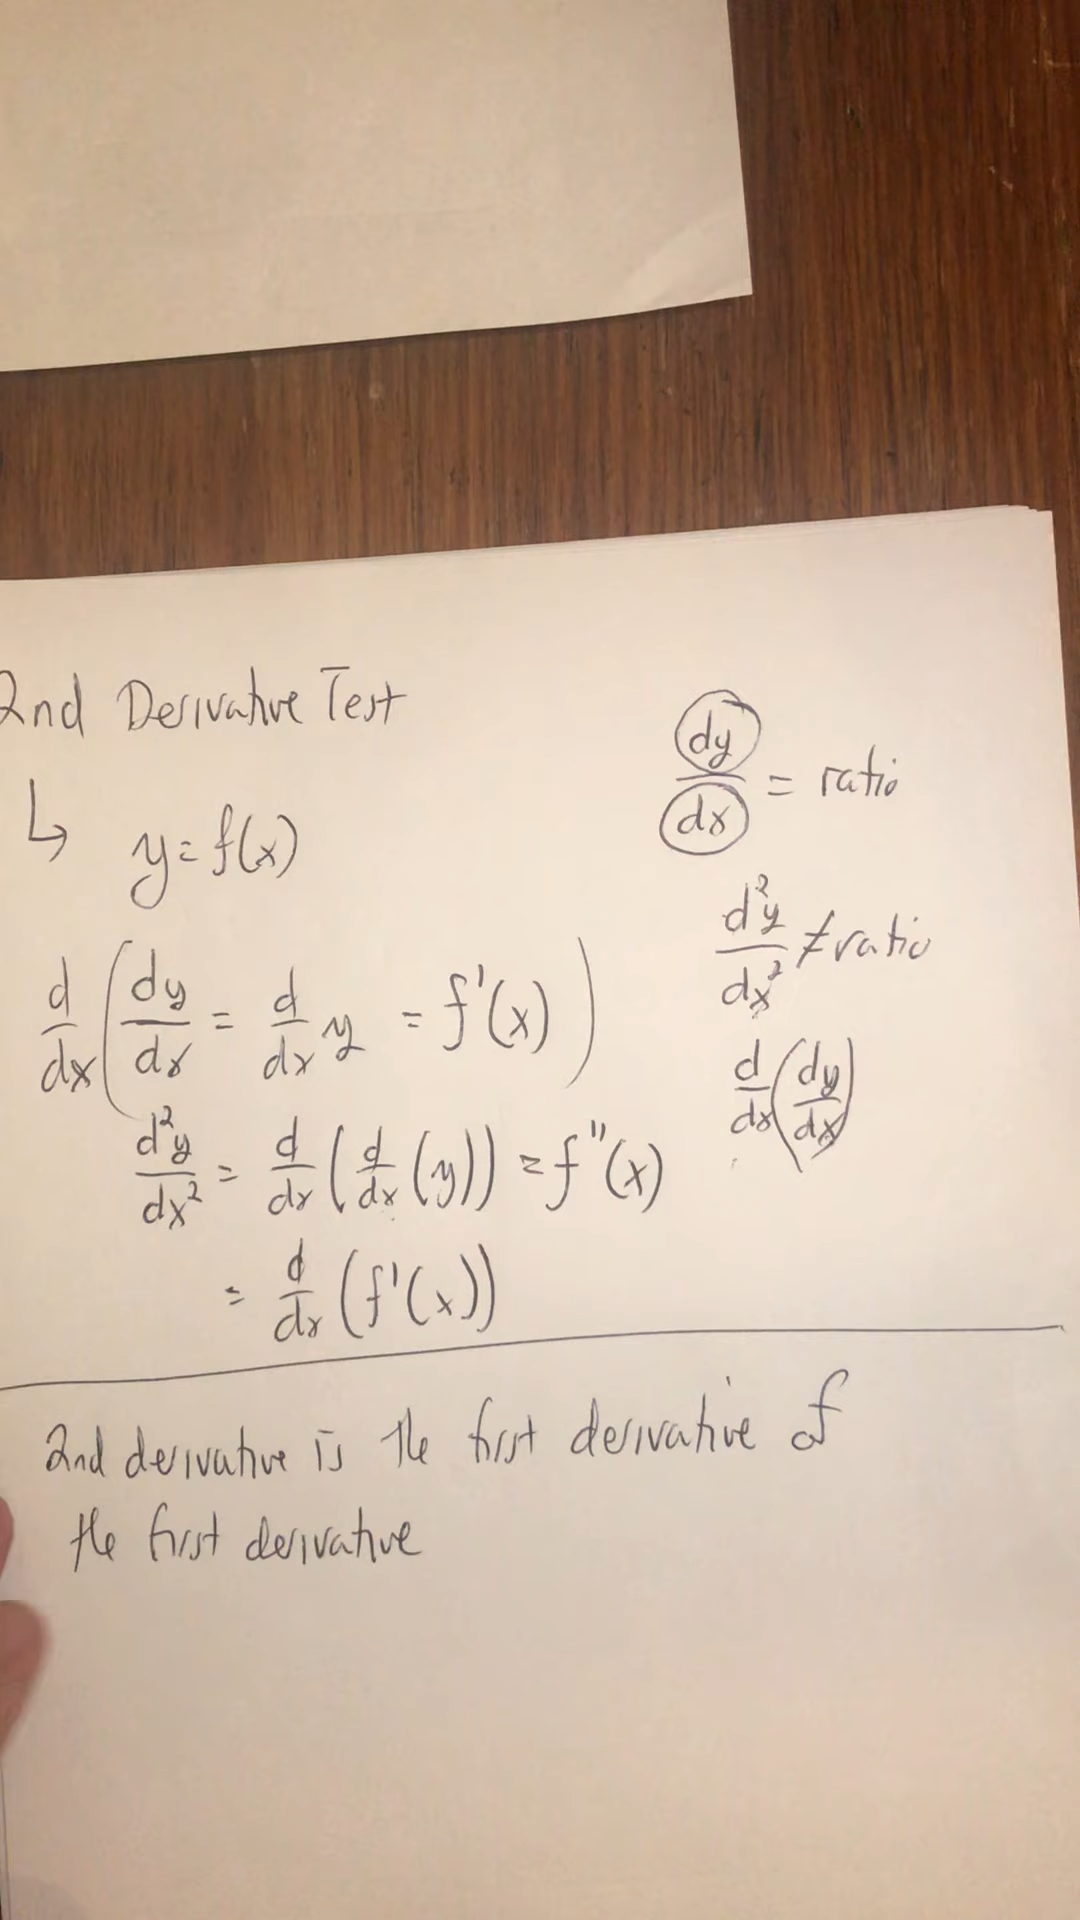 2nd Derivative Test
↳ y = f(x)
d/dx (dy/dx = d/dx y = f'(x))
d²y/dx² = d/dx (d/dx (y)) = f''(x)
= d/dx (f'(x))
dy/dx = ratio
d²y/dx² ≠ ratio
d/dx (dy/dx)
2nd derivative is the first derivative of
the first derivative